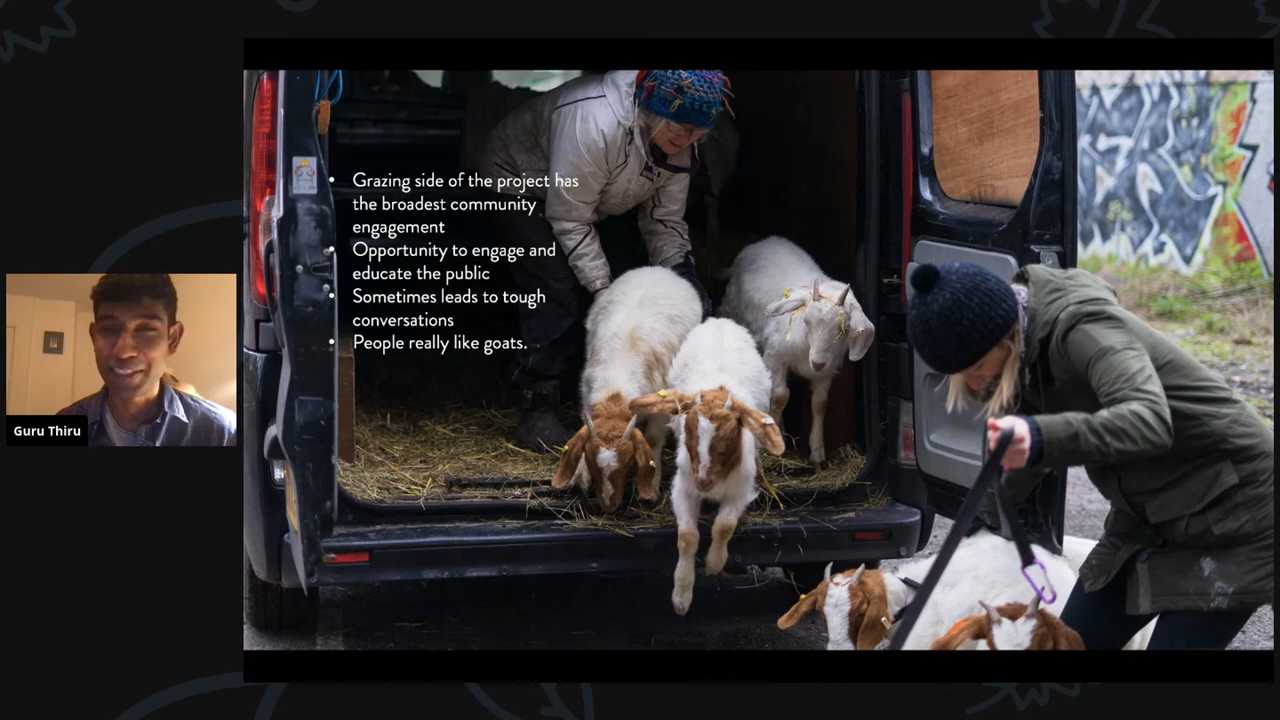 • Grazing side of the project has
the broadest community
engagement
• Opportunity to engage and
educate the public
• Sometimes leads to tough
conversations
• People really like goats.
Guru Thiru